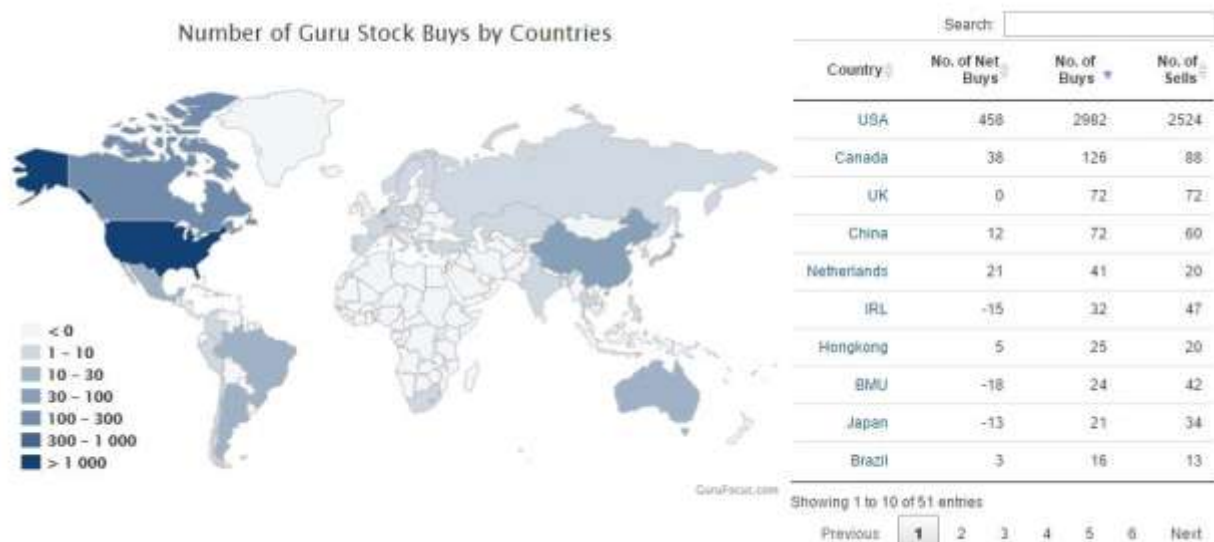 Number of Guru Stock Buys by Countries
< 0
1 – 10
10 – 30
30 – 100
100 – 300
300 – 1 000
> 1 000
GuruFocus.com
Search:
Country No. of Net Buys No. of Buys No. of Sells
USA 458 2982 2524
Canada 38 126 88
UK 0 72 72
China 12 72 60
Netherlands 21 41 20
IRL -15 32 47
Hongkong 5 25 20
BMU -18 24 42
Japan -13 21 34
Brazil 3 16 13
Showing 1 to 10 of 51 entries
Previous 1 2 3 4 5 6 Next